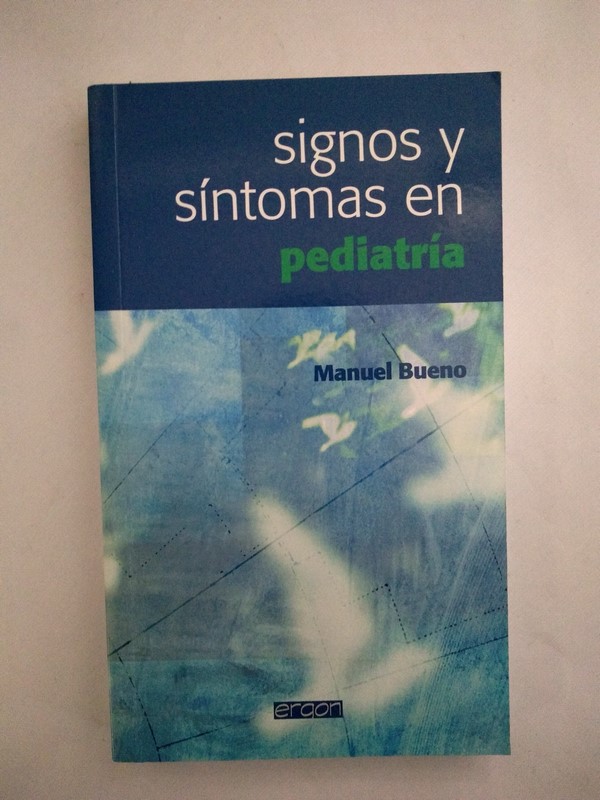 signos y
síntomas en
pediatría
Manuel Bueno
ergon